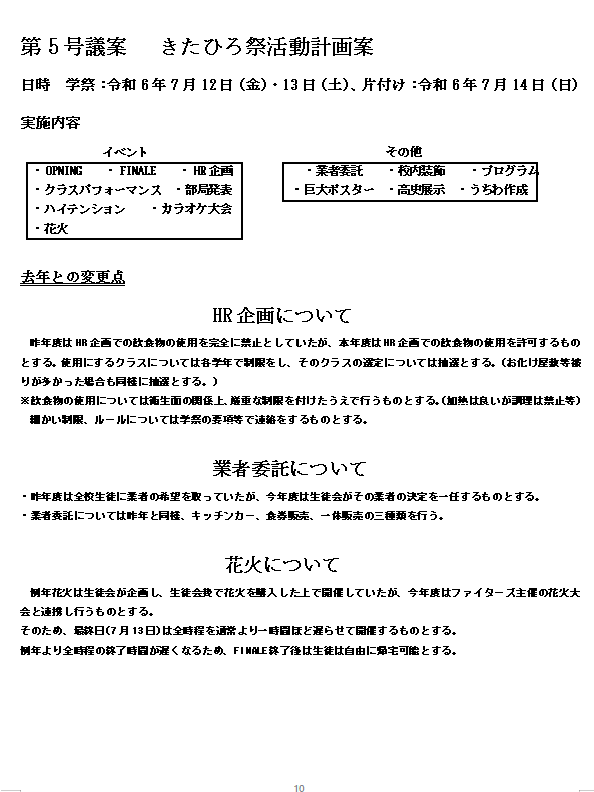 第５号議案　きたひろ祭活動計画案
日時　学祭：令和６年７月12日（金）・13日（土）、片付け：令和６年７月14日（日）
実施内容
イベント
・OPNING　・FINALE　・HR企画
・クラスパフォーマンス　・部局発表
・ハイテンション　・カラオケ大会
・花火
その他
・業者委託　・校内装飾　・プログラム
・巨大ポスター　・高史展示　・うちわ作成
去年との変更点
HR企画について
昨年度はHR企画での飲食物の使用を完全に禁止としていたが、本年度はHR企画での飲食物の使用を許可するもの
とする。使用にするクラスについては各学年で制限をし、そのクラスの選定については抽選とする。（お化け屋敷等被
りが多かった場合も同様に抽選とする。）
※飲食物の使用については衛生面の関係上、厳重な制限を付けたうえで行うものとする。（加熱は良いが調理は禁止等）
細かい制限、ルールについては学祭の要項等で連絡をするものとする。
業者委託について
・昨年度は全校生徒に業者の希望を取っていたが、今年度は生徒会がその業者の決定を一任するものとする。
・業者委託については昨年と同様、キッチンカー、食券販売、一体販売の三種類を行う。
花火について
例年花火は生徒会が企画し、生徒会費で花火を購入した上で開催していたが、今年度はファイターズ主催の花火大
会と連携し行うものとする。
そのため、最終日(７月13日)は全時程を通常より一時間ほど遅らせて開催するものとする。
例年より全時程の終了時間が遅くなるため、FINALE終了後は生徒は自由に帰宅可能とする。
10